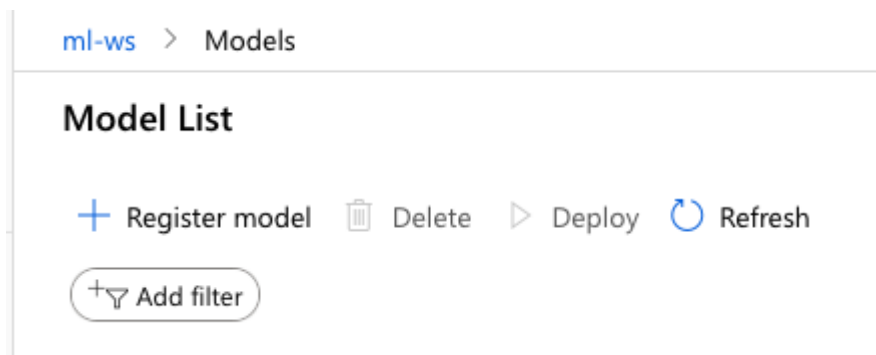 ml-ws > Models
Model List
+ Register model Delete Deploy Refresh
Add filter